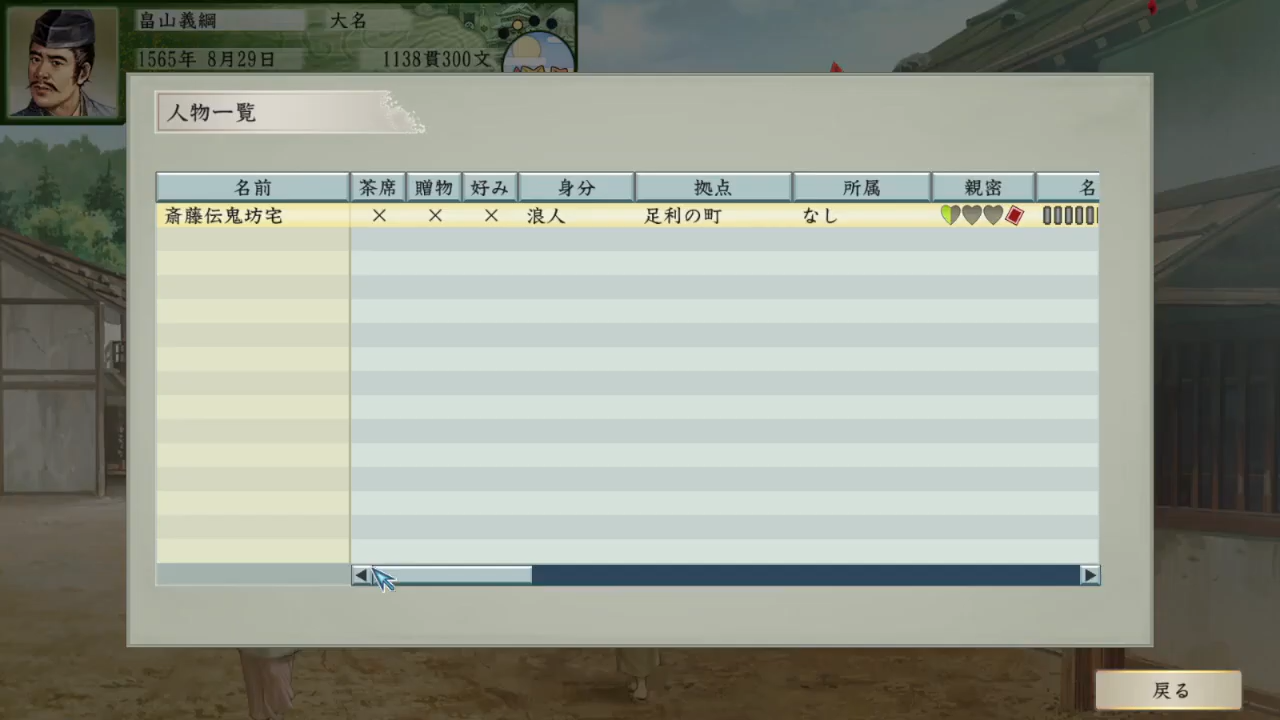 畠山義綱 大名
1565年 8月29日 1138貫300文
人物一覧
名前 茶席 贈物 好み 身分 拠点 所属 親密 名
斎藤伝鬼坊宅 × × × 浪人 足利の町 なし
戻る